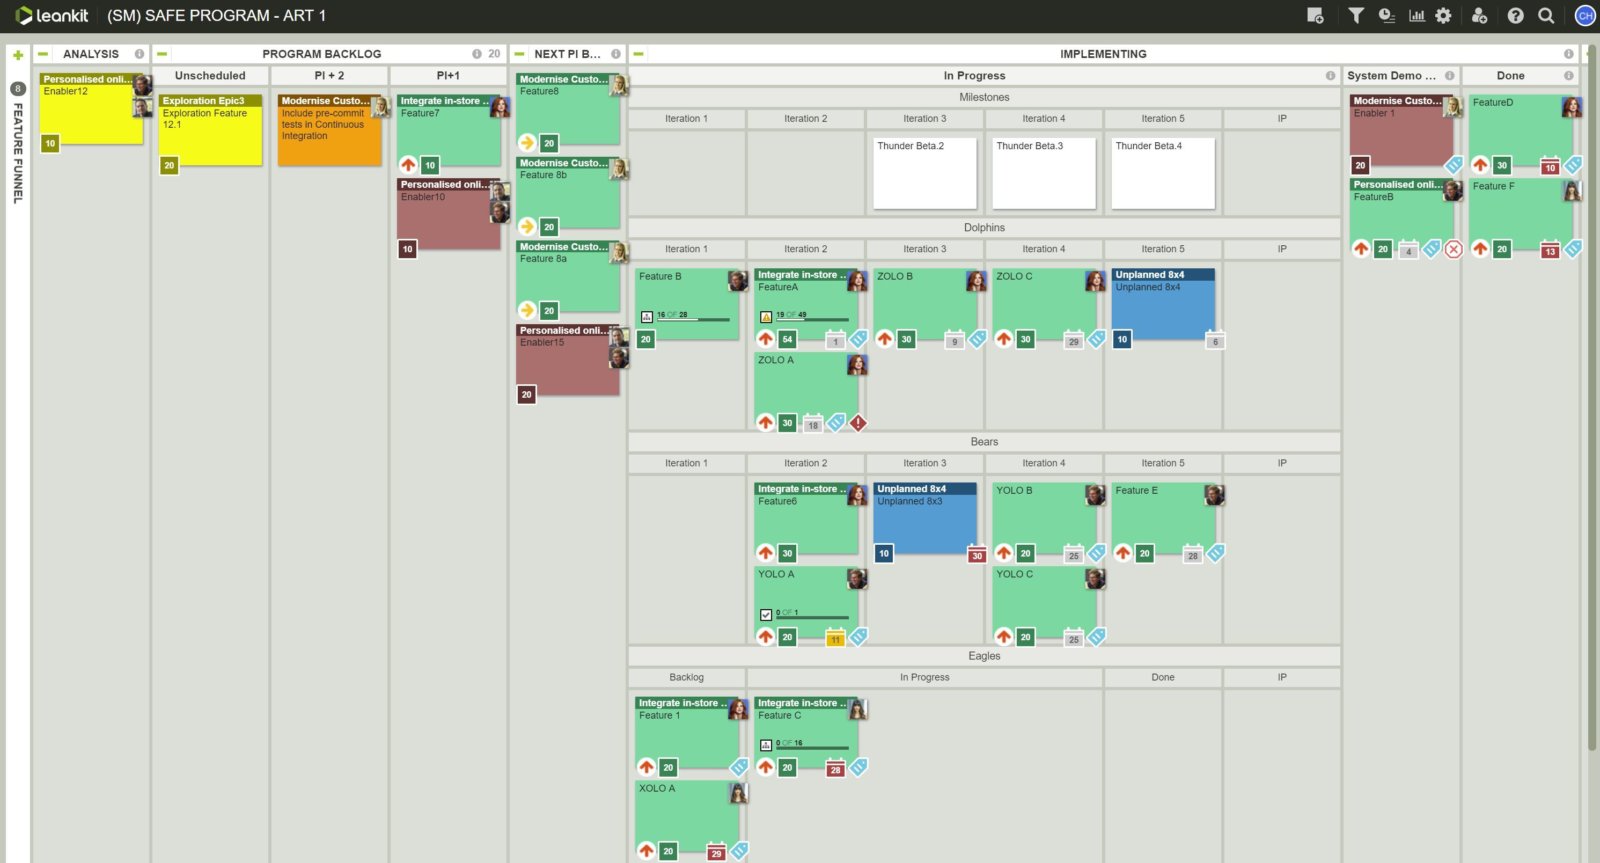 leankit
(SM) SAFE PROGRAM - ART 1
CH
8
FEATURE FUNNEL
ANALYSIS
Personalised onli...
Enabler12
10
PROGRAM BACKLOG
20
Unscheduled
Exploration Epic3
Exploration Feature
12.1
20
PI + 2
Modernise Custo...
Include pre-commit
tests in Continuous
Integration
PI+1
Integrate in-store ..
Feature7
10
Personalised onli...
Enabler10
10
NEXT PI B...
Modernise Custo...
Feature8
20
Modernise Custo...
Feature 8b
20
Modernise Custo...
Feature 8a
20
Personalised onli...
Enabler15
20
IMPLEMENTING
In Progress
Milestones
Iteration 1
Iteration 2
Iteration 3
Iteration 4
Iteration 5
IP
Thunder Beta.2
Thunder Beta.3
Thunder Beta.4
Dolphins
Iteration 1
Iteration 2
Iteration 3
Iteration 4
Iteration 5
IP
Feature B
16 OF 28
20
Integrate in-store ..
FeatureA
19 OF 49
54
1
ZOLO A
30
18
ZOLO B
30
9
ZOLO C
30
29
Unplanned 8x4
Unplanned 8x4
10
6
Bears
Iteration 1
Iteration 2
Iteration 3
Iteration 4
Iteration 5
IP
Integrate in-store ..
Feature6
30
YOLO A
0 OF 1
20
11
Unplanned 8x4
Unplanned 8x3
10
30
YOLO B
20
25
YOLO C
20
25
Feature E
20
28
Eagles
Backlog
In Progress
Done
IP
Integrate in-store ..
Feature 1
20
XOLO A
20
29
Integrate in-store ..
Feature C
0 OF 16
20
28
System Demo ...
Modernise Custo...
Enabler 1
20
Personalised onli...
FeatureB
20
4
Done
FeatureD
30
10
Feature F
20
13